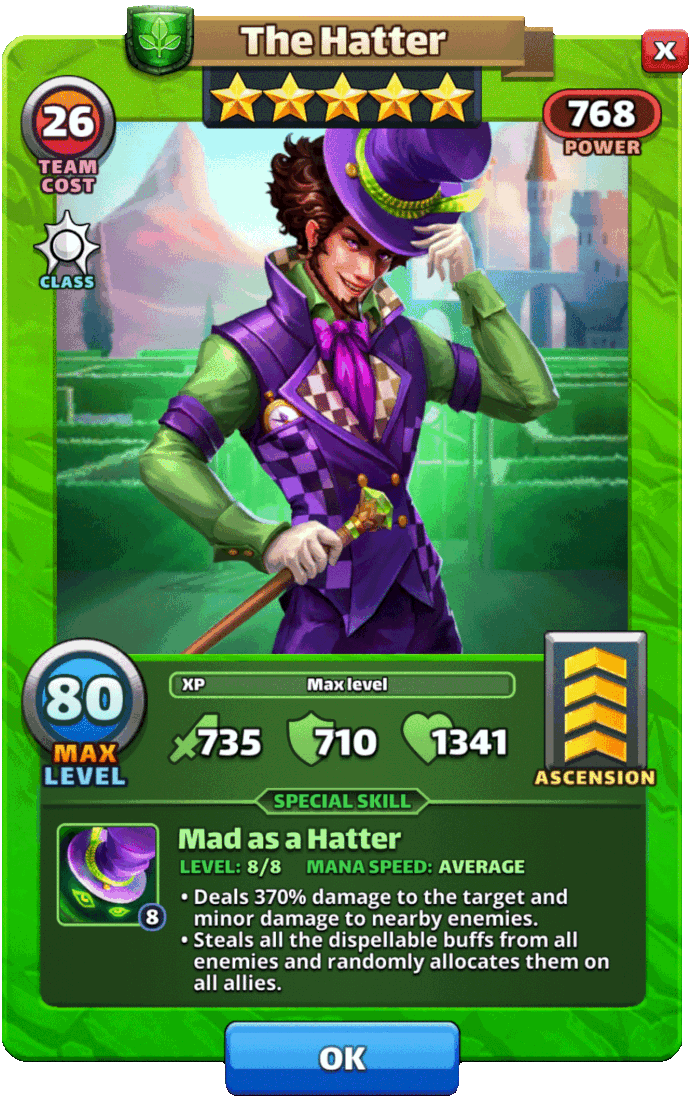 The Hatter
X
26
TEAM
COST
768
POWER
CLASS
80
MAX
LEVEL
XP Max level
735 710 1341
ASCENSION
SPECIAL SKILL
Mad as a Hatter
LEVEL: 8/8 MANA SPEED: AVERAGE
8
• Deals 370% damage to the target and
minor damage to nearby enemies.
• Steals all the dispellable buffs from all
enemies and randomly allocates them on
all allies.
OK